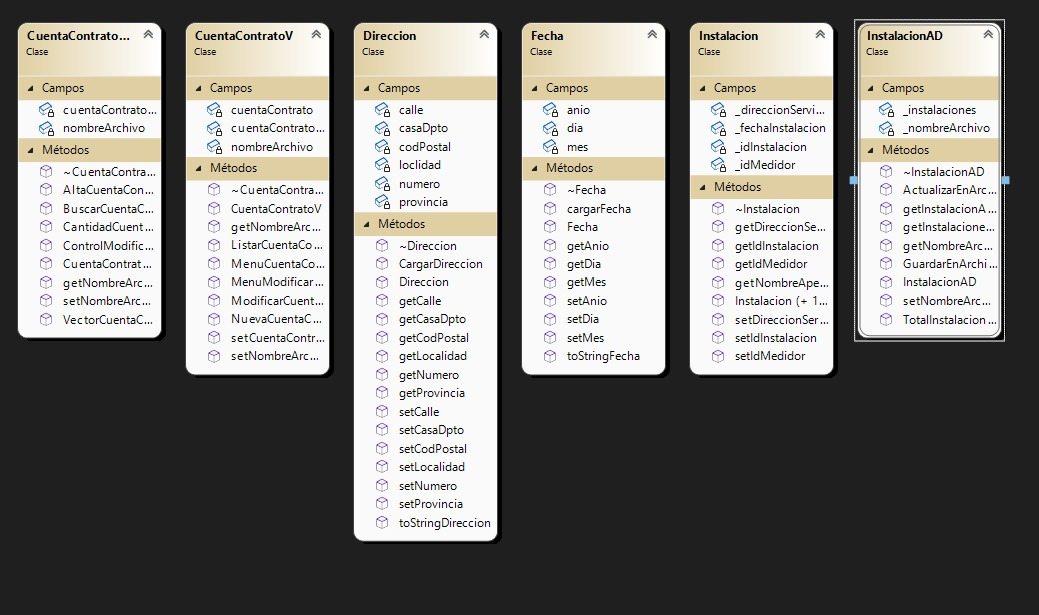 CuentaContrato...
Clase
Campos
cuentaContrato...
nombreArchivo
Métodos
~CuentaContra...
AltaCuentaCon...
BuscarCuentaC...
CantidadCuent...
ControlModific...
CuentaContrat...
getNombreArc...
setNombreArc...
VectorCuentaC...
CuentaContratoV
Clase
Campos
cuentaContrato
cuentaContrato...
nombreArchivo
Métodos
~CuentaContra...
CuentaContratoV
getNombreArc...
ListarCuentaCo...
MenuCuentaCo...
MenuModificar...
ModificarCuent...
NuevaCuentaC...
setCuentaContr...
setNombreArc...
Direccion
Clase
Campos
calle
casaDpto
codPostal
loclidad
numero
provincia
Métodos
~Direccion
CargarDireccion
Direccion
getCalle
getCasaDpto
getCodPostal
getLocalidad
getNumero
getProvincia
setCalle
setCasaDpto
setCodPostal
setLocalidad
setNumero
setProvincia
toStringDireccion
Fecha
Clase
Campos
anio
dia
mes
Métodos
~Fecha
cargarFecha
Fecha
getAnio
getDia
getMes
setAnio
setDia
setMes
toStringFecha
Instalacion
Clase
Campos
_direccionServi...
_fechaInstalacion
_idInstalacion
_idMedidor
Métodos
~Instalacion
getDireccionSe...
getIdInstalacion
getIdMedidor
getNombreApe...
Instalacion (+ 1...
setDireccionSer...
setIdInstalacion
setIdMedidor
InstalacionAD
Clase
Campos
_instalaciones
_nombreArchivo
Métodos
~InstalacionAD
ActualizarEnArc...
getInstalacionA...
getInstalacione...
getNombreArc...
GuardarEnArchi...
InstalacionAD
setNombreArc...
TotalInstalacion...